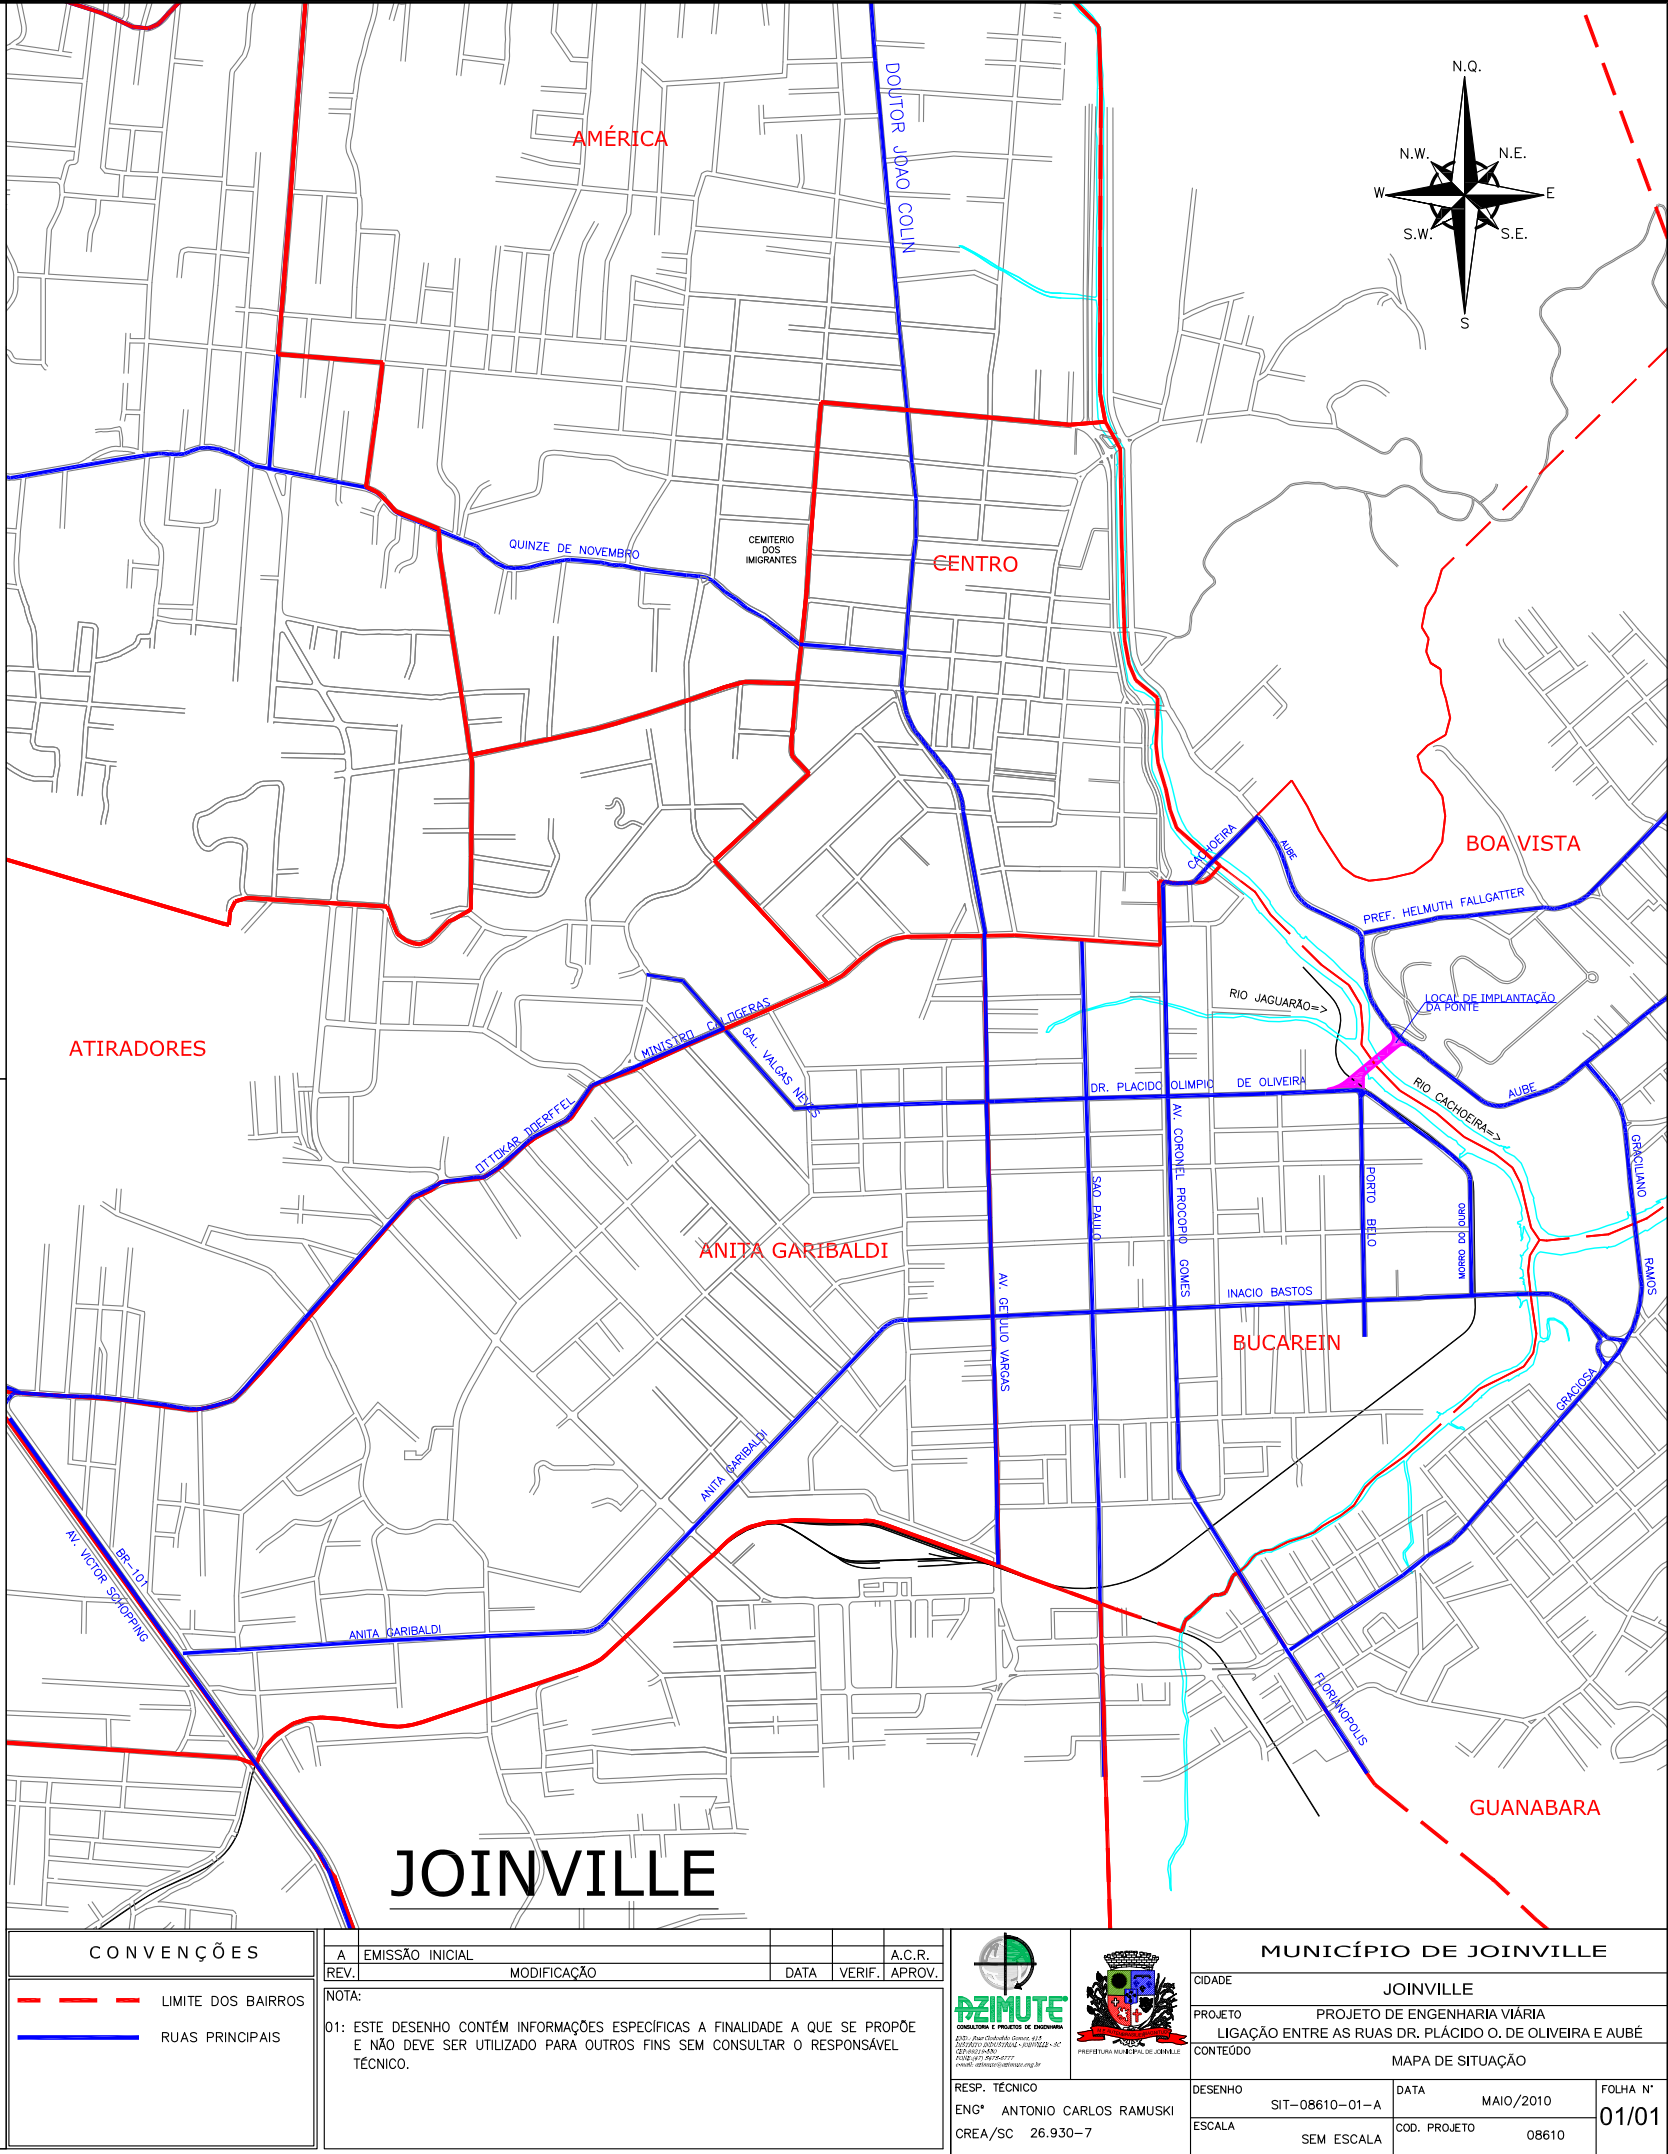 N.Q.
N.W.
N.E.
W
E
S.W.
S.E.
S
AMÉRICA
DOUTOR JOAO COLIN
QUINZE DE NOVEMBRO
CEMITERIO
DOS
IMIGRANTES
CENTRO
CACHOEIRA
AUBE
BOA VISTA
PREF. HELMUTH FALLGATTER
RIO JAGUARÃO=>
LOCAL DE IMPLANTAÇÃO
DA PONTE
ATIRADORES
MINISTRO CALOGERAS
GAL. VALGAS NEVES
OTTOKAR DOERFFEL
DR. PLACIDO OLIMPIO DE OLIVEIRA
RIO CACHOEIRA=>
AUBE
GRACILIANO RAMOS
AV. CORONEL PROCOPIO GOMES
SAO PAULO
PORTO BELO
MORRO DO OURO
ANITA GARIBALDI
AV. GETULIO VARGAS
INACIO BASTOS
BUCAREIN
GRACIOSA
ANITA GARIBALDI
BR-101
AV. VICTOR SCHOPPING
ANITA GARIBALDI
FLORIANOPOLIS
GUANABARA
JOINVILLE
CONVENÇÕES
LIMITE DOS BAIRROS
RUAS PRINCIPAIS
A EMISSÃO INICIAL A.C.R.
REV. MODIFICAÇÃO DATA VERIF. APROV.
NOTA:
01: ESTE DESENHO CONTÉM INFORMAÇÕES ESPECÍFICAS A FINALIDADE A QUE SE PROPÕE
E NÃO DEVE SER UTILIZADO PARA OUTROS FINS SEM CONSULTAR O RESPONSÁVEL
TÉCNICO.
AZIMUTE
CONSULTORIA E PROJETOS DE ENGENHARIA
PREFEITURA MUNICIPAL DE JOINVILLE
RESP. TÉCNICO
ENGº ANTONIO CARLOS RAMUSKI
CREA/SC 26.930-7
MUNICÍPIO DE JOINVILLE
CIDADE
JOINVILLE
PROJETO
PROJETO DE ENGENHARIA VIÁRIA
LIGAÇÃO ENTRE AS RUAS DR. PLÁCIDO O. DE OLIVEIRA E AUBÉ
CONTEÚDO
MAPA DE SITUAÇÃO
DESENHO
SIT-08610-01-A
DATA
MAIO/2010
FOLHA N°
01/01
ESCALA
SEM ESCALA
COD. PROJETO
08610